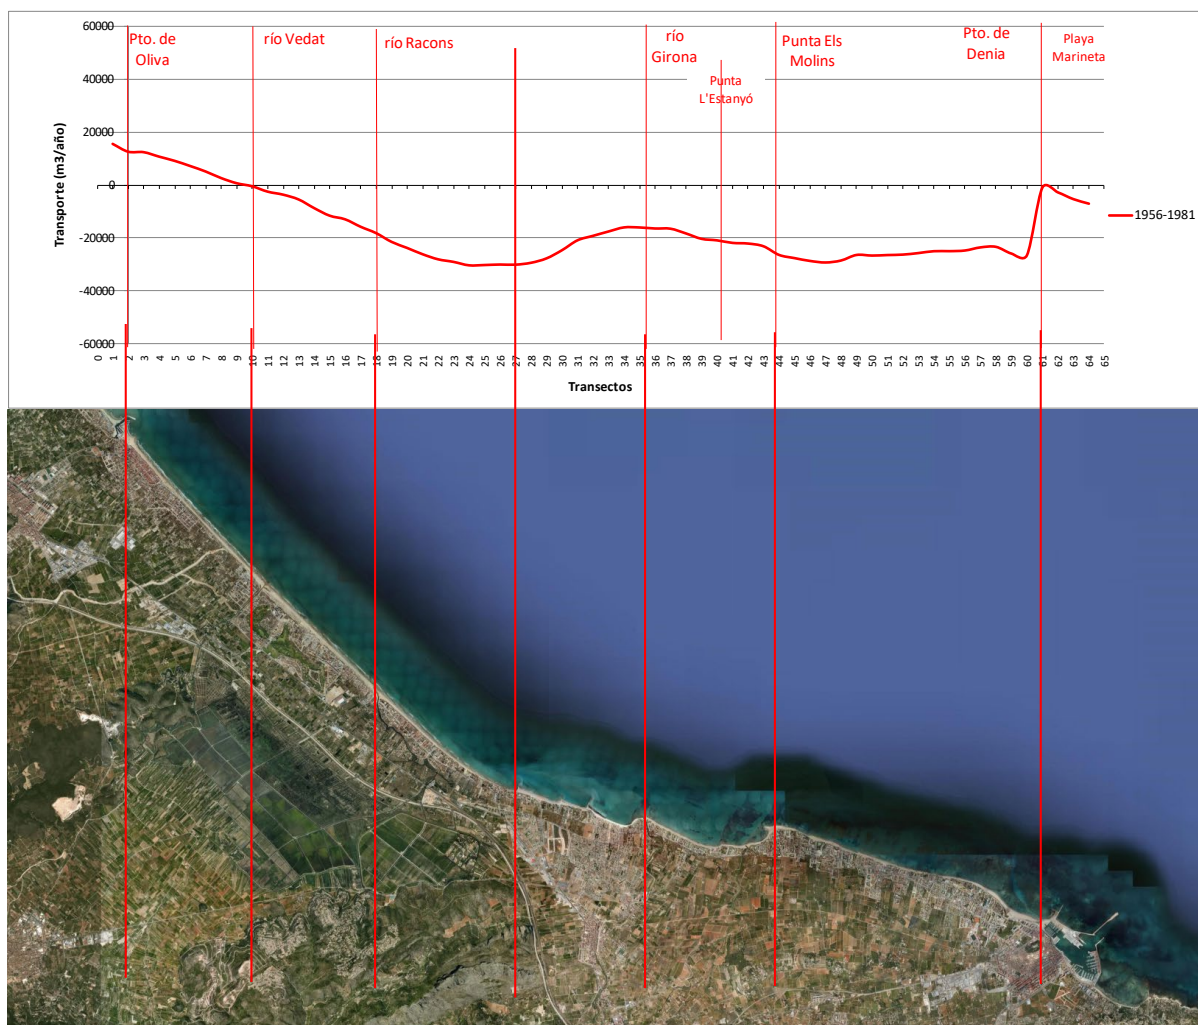 60000
40000
20000
0
-20000
-40000
-60000
Transporte (m3/año)
Pto. de
Oliva
río Vedat
río Racons
río
Girona
Punta
L'Estanyó
Punta Els
Molins
Pto. de
Denia
Playa
Marineta
1956-1981
0 1 2 3 4 5 6 7 8 9 10 11 12 13 14 15 16 17 18 19 20 21 22 23 24 25 26 27 28 29 30 31 32 33 34 35 36 37 38 39 40 41 42 43 44 45 46 47 48 49 50 51 52 53 54 55 56 57 58 59 60 61 62 63 64 65
Transectos